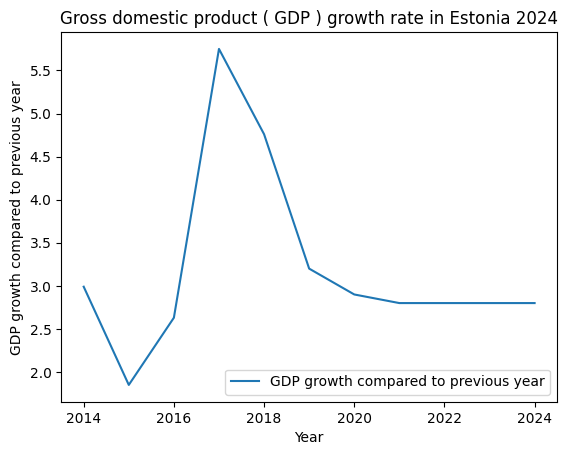 Gross domestic product ( GDP ) growth rate in Estonia 2024
GDP growth compared to previous year
5.5
5.0
4.5
4.0
3.5
3.0
2.5
2.0
GDP growth compared to previous year
2014 2016 2018 2020 2022 2024
Year